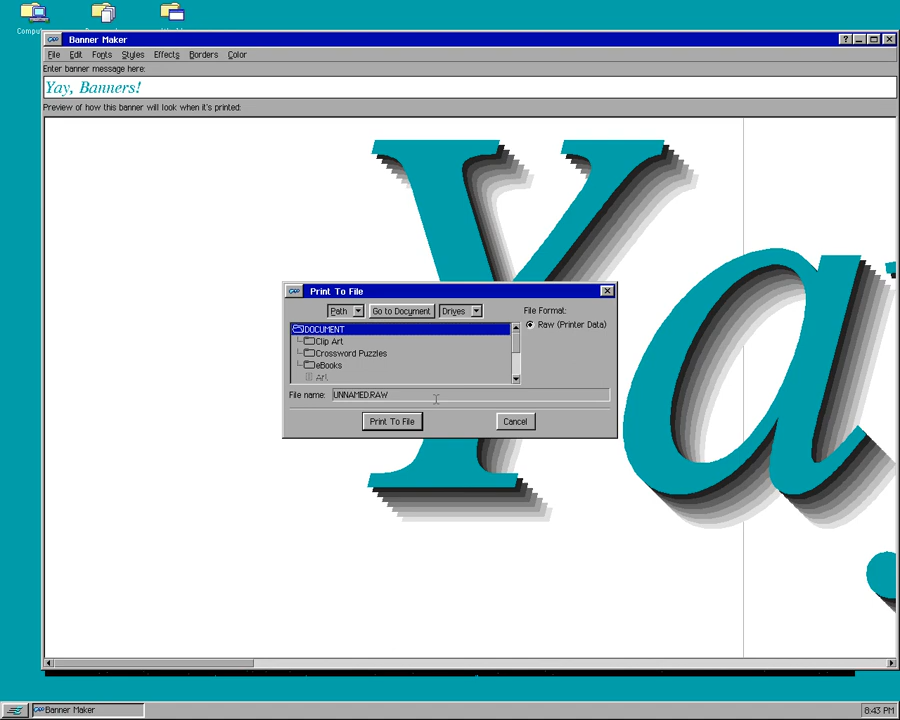 Banner Maker
File Edit Fonts Styles Effects Borders Color
Enter banner message here:
Yay, Banners!
Preview of how this banner will look when it's printed:
Ya
Print To File
Path Go to Document Drives
File Format:
Raw (Printer Data)
DOCUMENT
Clip Art
Crossword Puzzles
eBooks
Art
File name: UNNAMED.RAW
Print To File Cancel
Banner Maker
8:43 PM